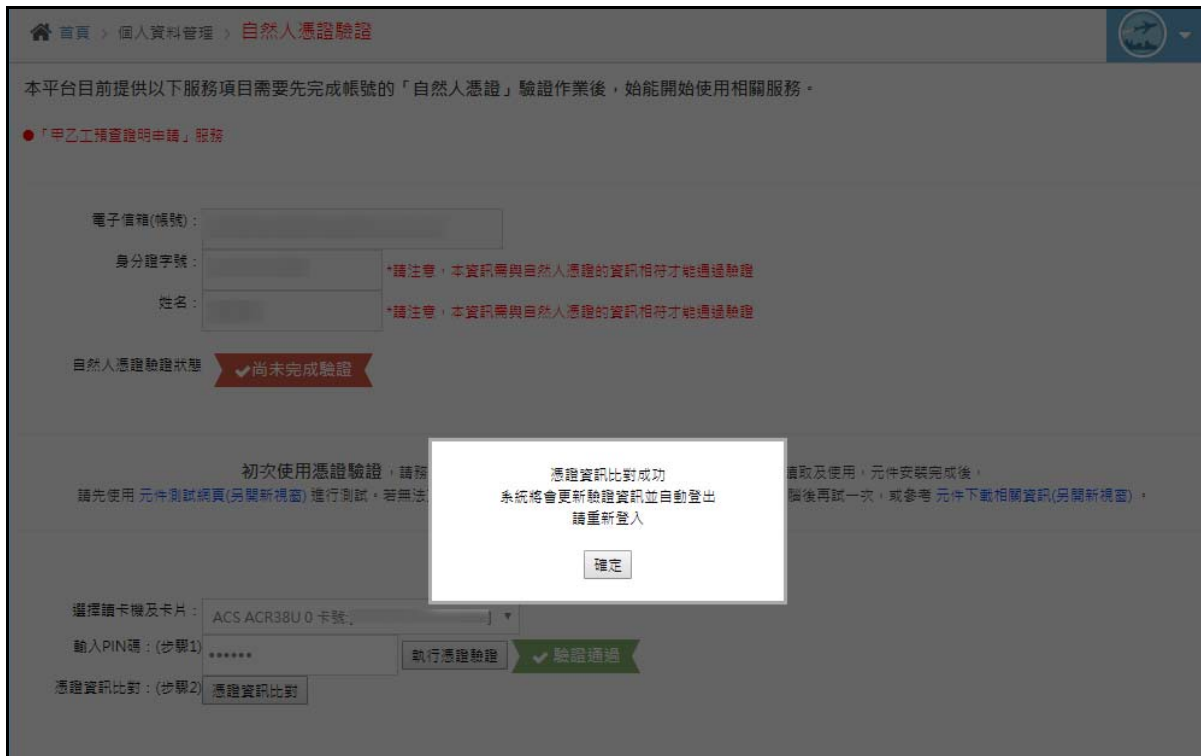 首頁 > 個人資料管理 > 自然人憑證驗證
本平台目前提供以下服務項目需要先完成帳號的「自然人憑證」驗證作業後，始能開始使用相關服務。
●「甲乙工預查證明申請」服務
電子信箱(帳號)：
身分證字號：
*請注意，本資訊需與自然人憑證的資訊相符才能通過驗證
姓名：
*請注意，本資訊需與自然人憑證的資訊相符才能通過驗證
自然人憑證驗證狀態
尚未完成驗證
初次使用憑證驗證，請務
讀取及使用，元件安裝完成後，
請先使用 元件測試網頁(另開新視窗) 進行測試。若無法
腦後再試一次，或參考 元件下載相關資訊(另開新視窗) 。
憑證資訊比對成功
系統將會更新驗證資訊並自動登出
請重新登入
確定
選擇讀卡機及卡片：
ACS ACR38U 0 卡號:[ ]
輸入PIN碼：(步驟1)
••••••
執行憑證驗證
驗證通過
憑證資訊比對：(步驟2)
憑證資訊比對